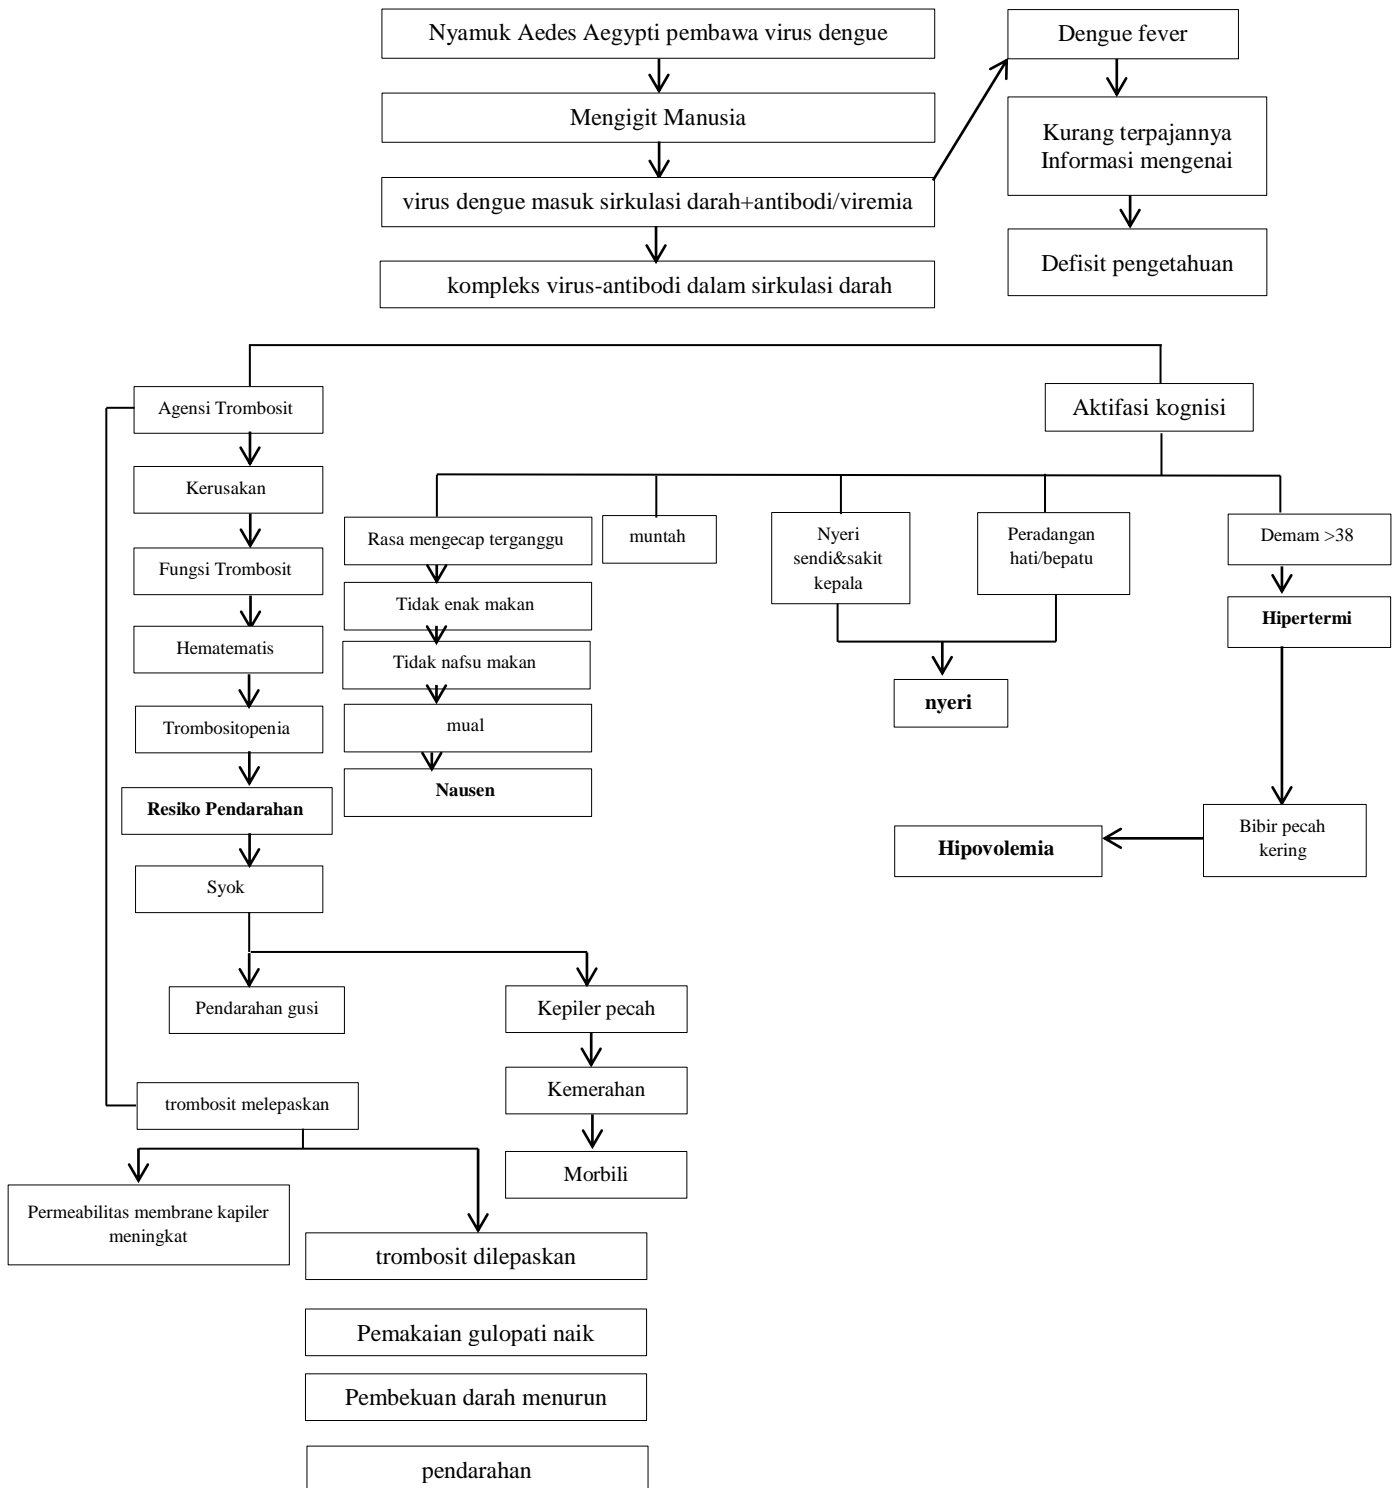 Nyamuk Aedes Aegypti pembawa virus dengue
Dengue fever
Mengigit Manusia
Kurang terpajannya
Informasi mengenai
virus dengue masuk sirkulasi darah+antibodi/viremia
Defisit pengetahuan
kompleks virus-antibodi dalam sirkulasi darah
Agensi Trombosit
Aktifasi kognisi
Kerusakan
Rasa mengecap terganggu
muntah
Nyeri
sendi&sakit
kepala
Peradangan
hati/bepatu
Demam >38
Fungsi Trombosit
Tidak enak makan
Hipertermi
Hematematis
Tidak nafsu makan
nyeri
Trombositopenia
mual
Nausen
Resiko Pendarahan
Hipovolemia
Bibir pecah
kering
Syok
Pendarahan gusi
Kepiler pecah
Kemerahan
trombosit melepaskan
Morbili
Permeabilitas membrane kapiler
meningkat
trombosit dilepaskan
Pemakaian gulopati naik
Pembekuan darah menurun
pendarahan